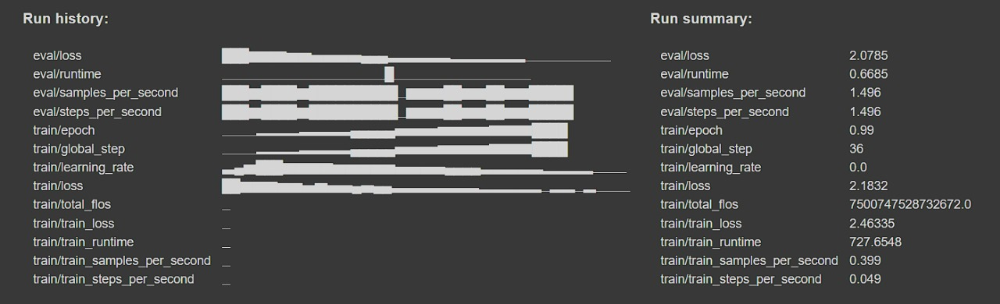 Run history:
Run summary:
eval/loss
2.0785
eval/runtime
0.6685
eval/samples_per_second
1.496
eval/steps_per_second
1.496
train/epoch
0.99
train/global_step
36
train/learning_rate
0.0
train/loss
2.1832
train/total_flos
7500747528732672.0
train/train_loss
2.46335
train/train_runtime
727.6548
train/train_samples_per_second
0.399
train/train_steps_per_second
0.049
eval/loss
eval/runtime
eval/samples_per_second
eval/steps_per_second
train/epoch
train/global_step
train/learning_rate
train/loss
train/total_flos
train/train_loss
train/train_runtime
train/train_samples_per_second
train/train_steps_per_second